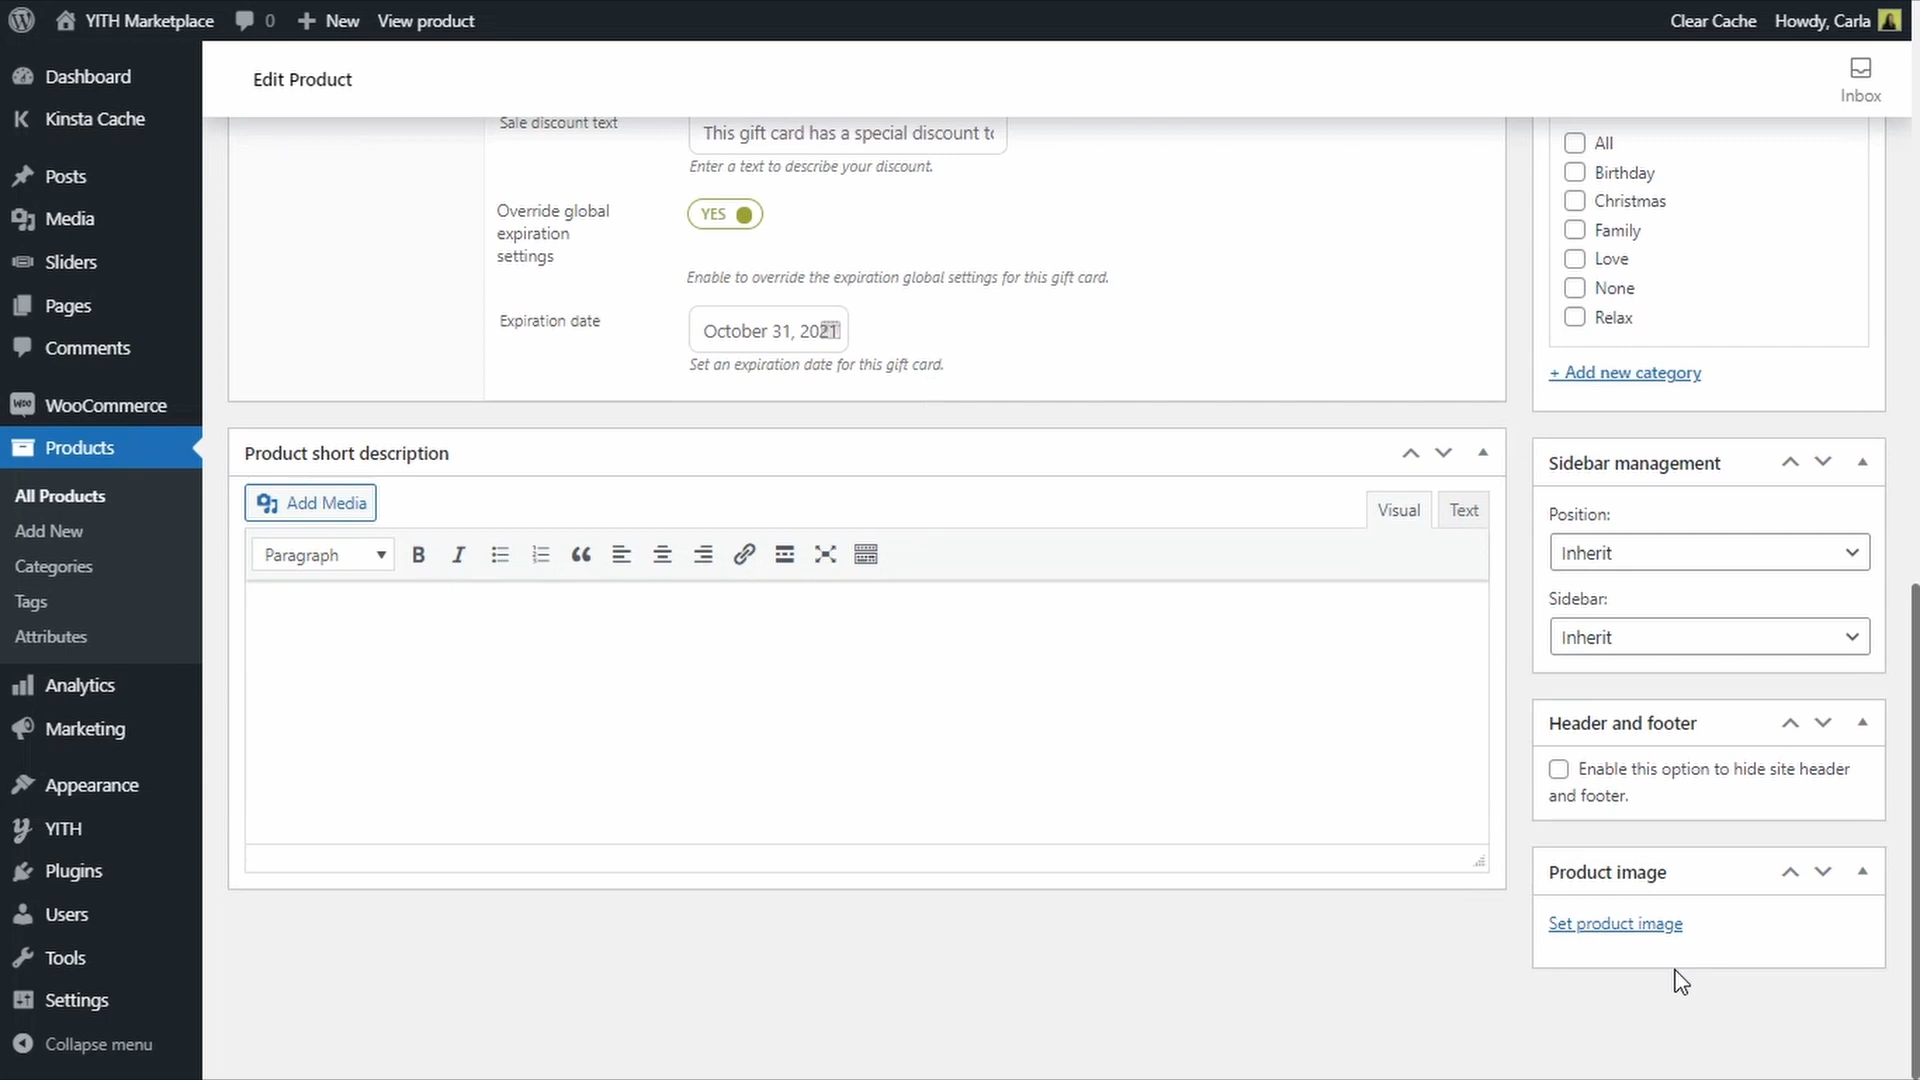 YITH Marketplace 0 New View product Clear Cache Howdy, Carla
Dashboard
Kinsta Cache
Posts
Media
Sliders
Pages
Comments
WooCommerce
Products
All Products
Add New
Categories
Tags
Attributes
Analytics
Marketing
Appearance
YITH
Plugins
Users
Tools
Settings
Collapse menu
Edit Product
Inbox
Sale discount text
This gift card has a special discount to
Enter a text to describe your discount.
Override global
expiration
settings
YES
Enable to override the expiration global settings for this gift card.
Expiration date
October 31, 2021
Set an expiration date for this gift card.
Product short description
Add Media
Visual Text
Paragraph
All
Birthday
Christmas
Family
Love
None
Relax
+ Add new category
Sidebar management
Position:
Inherit
Sidebar:
Inherit
Header and footer
Enable this option to hide site header
and footer.
Product image
Set product image